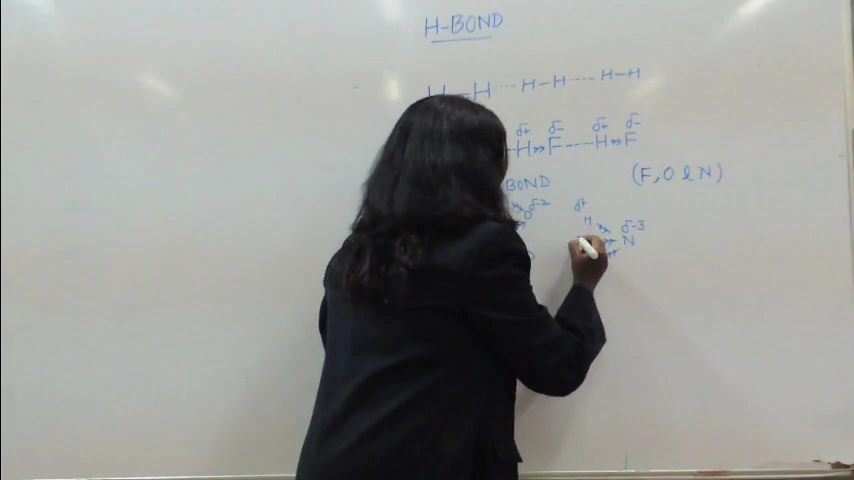 H-BOND
H-H ---- H-H ---- H-H
δ+ δ- δ+ δ-
H F ---- H F
BOND (F, O & N)
δ-2 δ+
O H δ-3
N